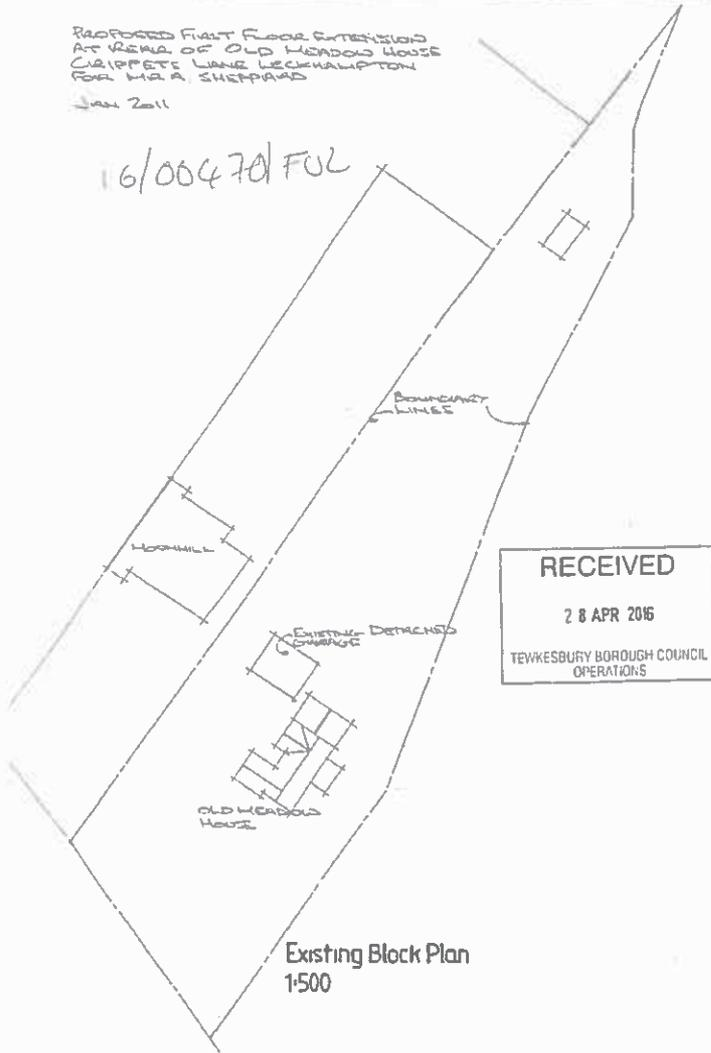 PROPOSED FIRST FLOOR EXTENSION
AT REAR OF OLD MEADOW HOUSE
CRIPPETS LANE LECKHAMPTON
FOR MR A. SHEPPARD
JAN 2011
16/00470/FUL
BOUNDARY
LINES
RECEIVED
28 APR 2016
TEWKESBURY BOROUGH COUNCIL
OPERATIONS
EXISTING DETACHED
GARAGE
OLD MEADOW
HOUSE
Existing Block Plan
1:500